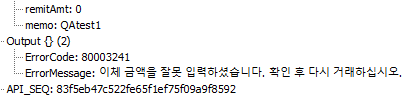 remitAmt: 0
memo: QAtest1
Output {} (2)
ErrorCode: 80003241
ErrorMessage: 이체 금액을 잘못 입력하셨습니다. 확인 후 다시 거래하십시오.
API_SEQ: 83f5eb47c522fe65f1ef75f09a9f8592